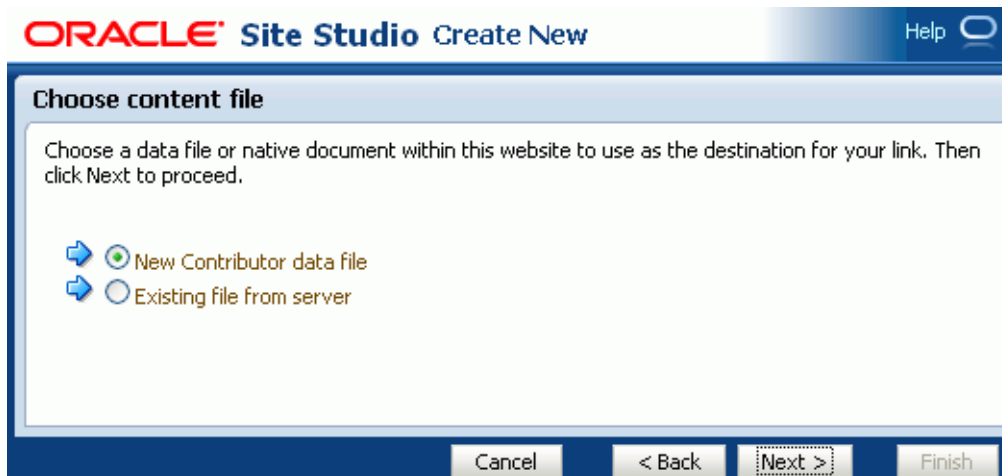 ORACLE Site Studio Create New Help
Choose content file
Choose a data file or native document within this website to use as the destination for your link. Then
click Next to proceed.
New Contributor data file
Existing file from server
Cancel < Back Next > Finish